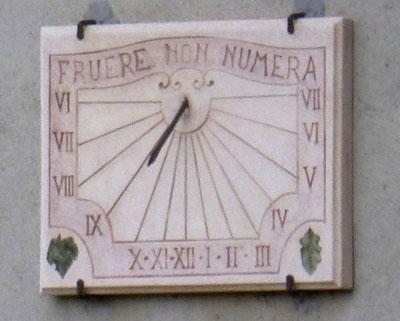 FRUERE NON NUMERA
VI VII
VII VI
VIII V
IX IV
X·XI·XII·I·II·III